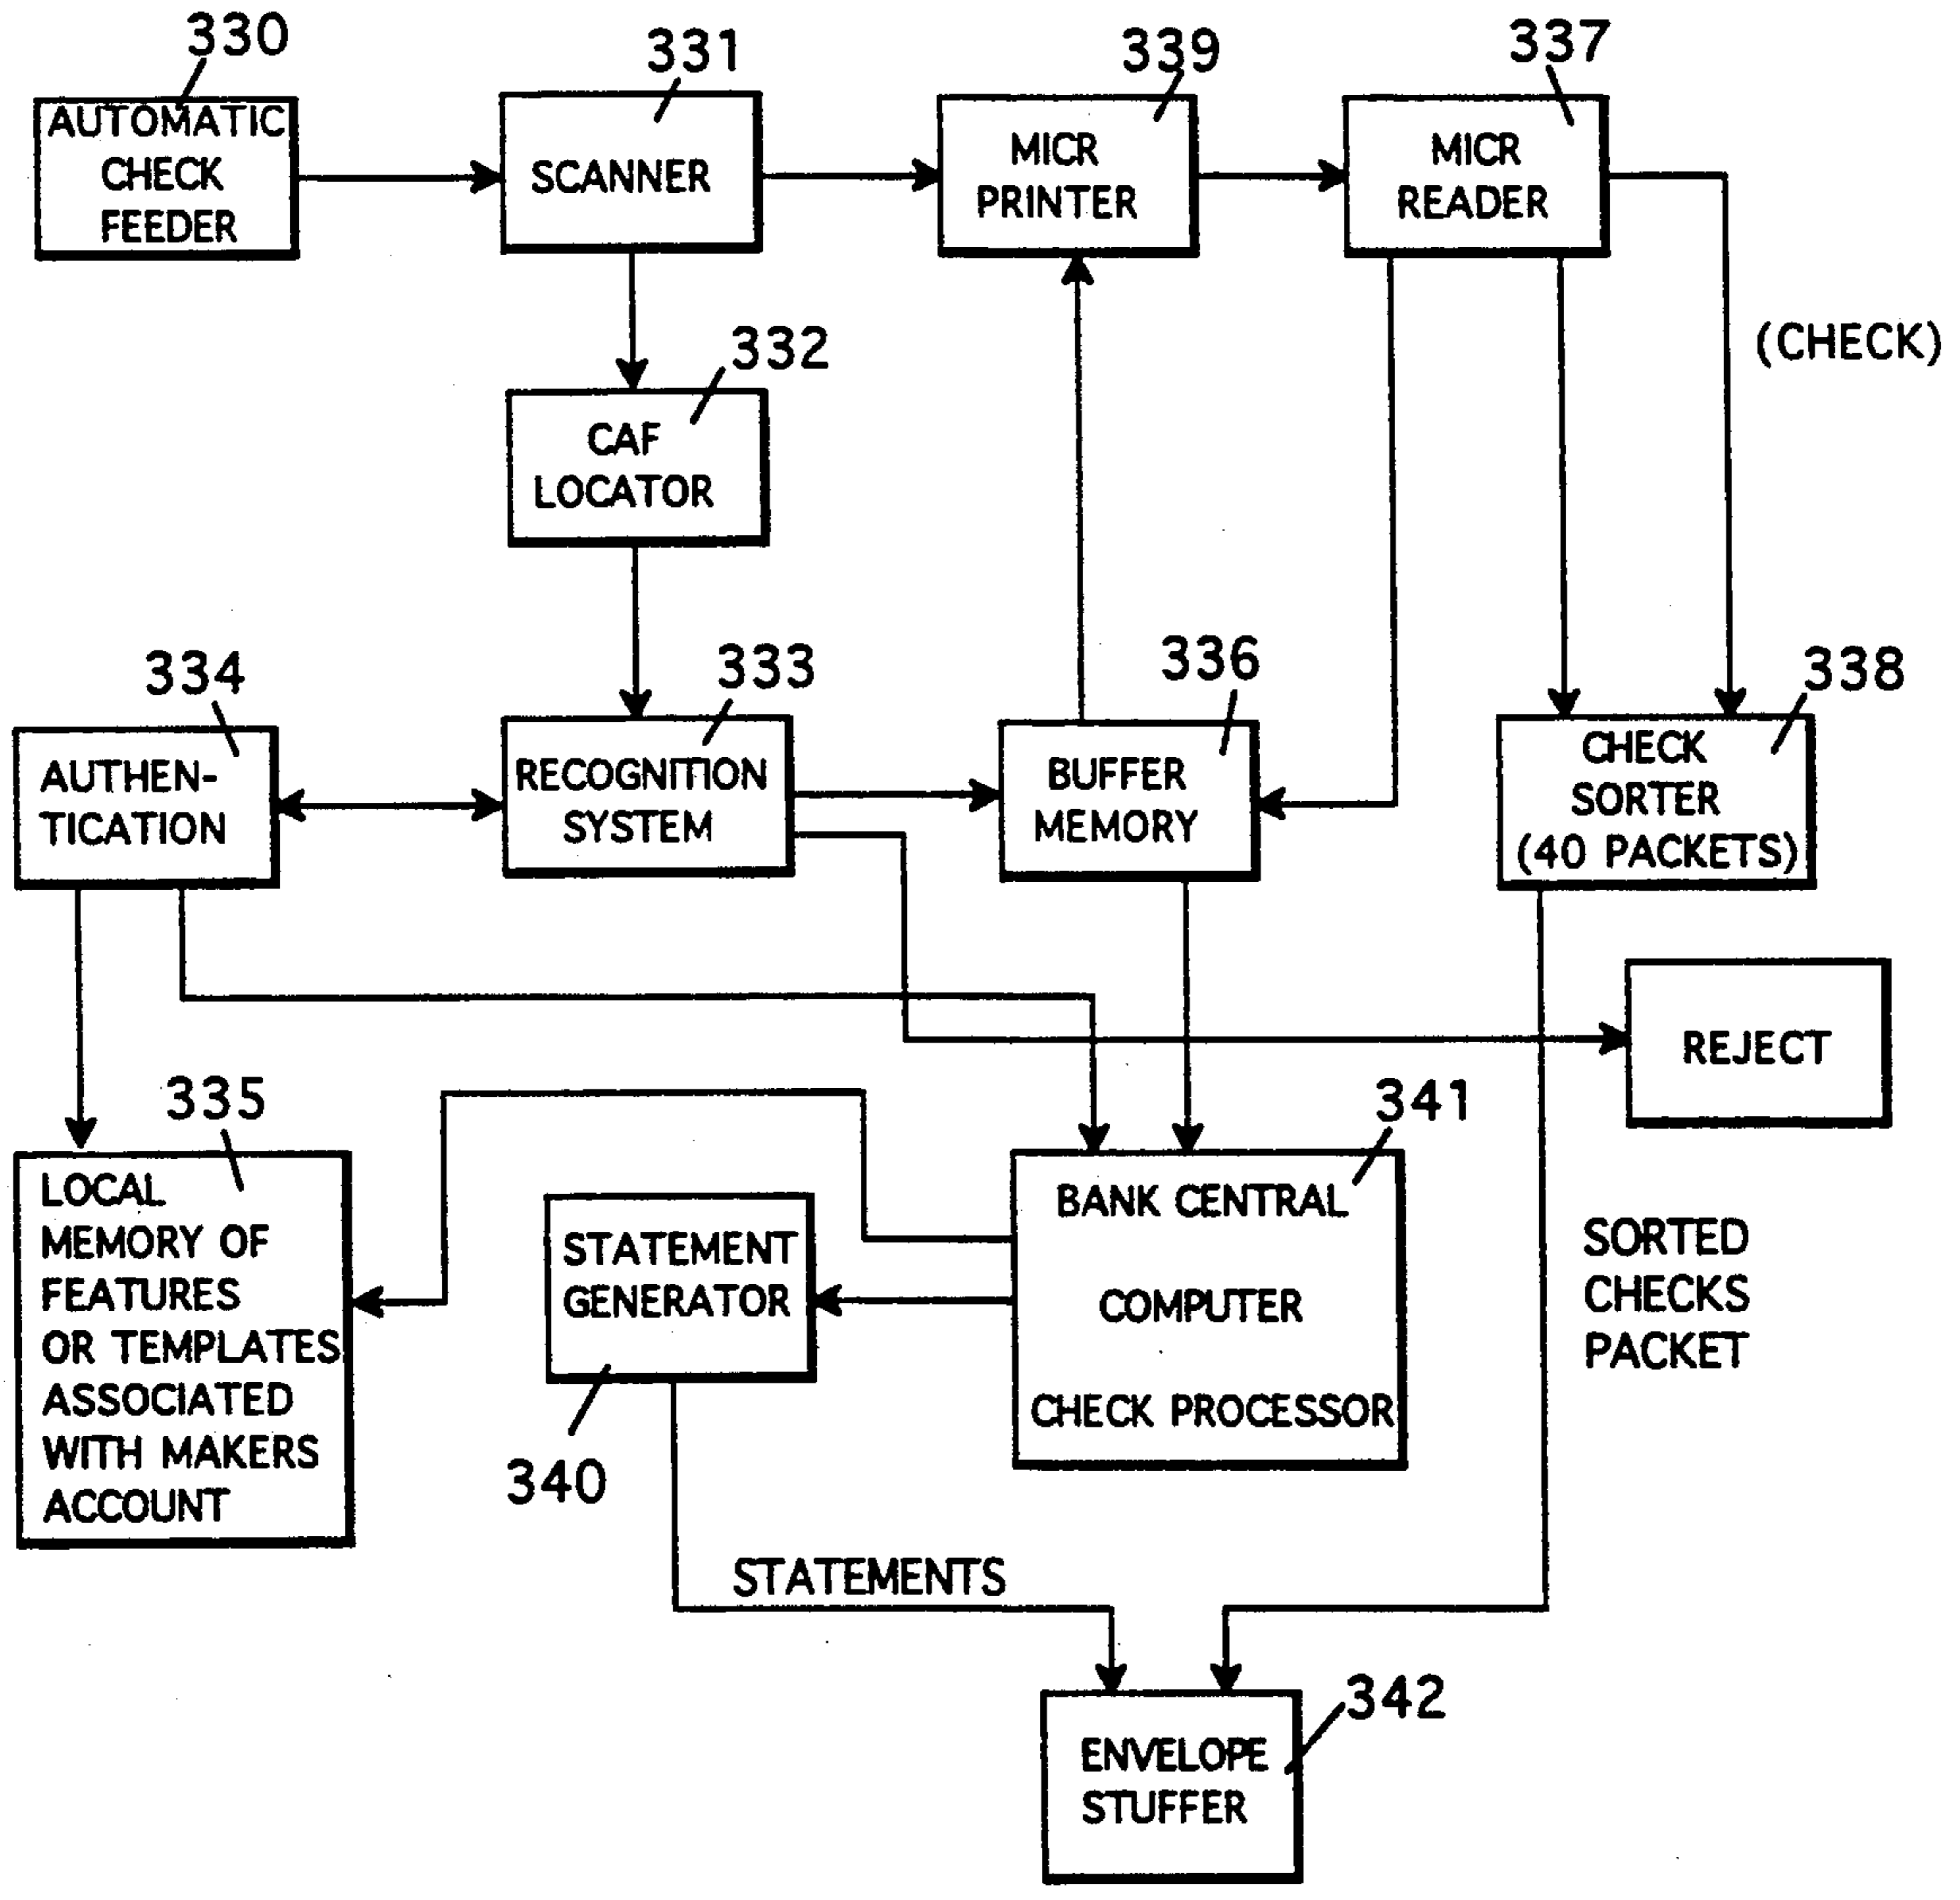 330
331
339
337
AUTOMATIC
CHECK
FEEDER
SCANNER
MICR
PRINTER
MICR
READER
(CHECK)
332
CAF
LOCATOR
334
333
336
338
AUTHEN-
TICATION
RECOGNITION
SYSTEM
BUFFER
MEMORY
CHECK
SORTER
(40 PACKETS)
REJECT
335
341
LOCAL
MEMORY OF
FEATURES
OR TEMPLATES
ASSOCIATED
WITH MAKERS
ACCOUNT
STATEMENT
GENERATOR
340
BANK CENTRAL
COMPUTER
CHECK PROCESSOR
SORTED
CHECKS
PACKET
STATEMENTS
342
ENVELOPE
STUFFER